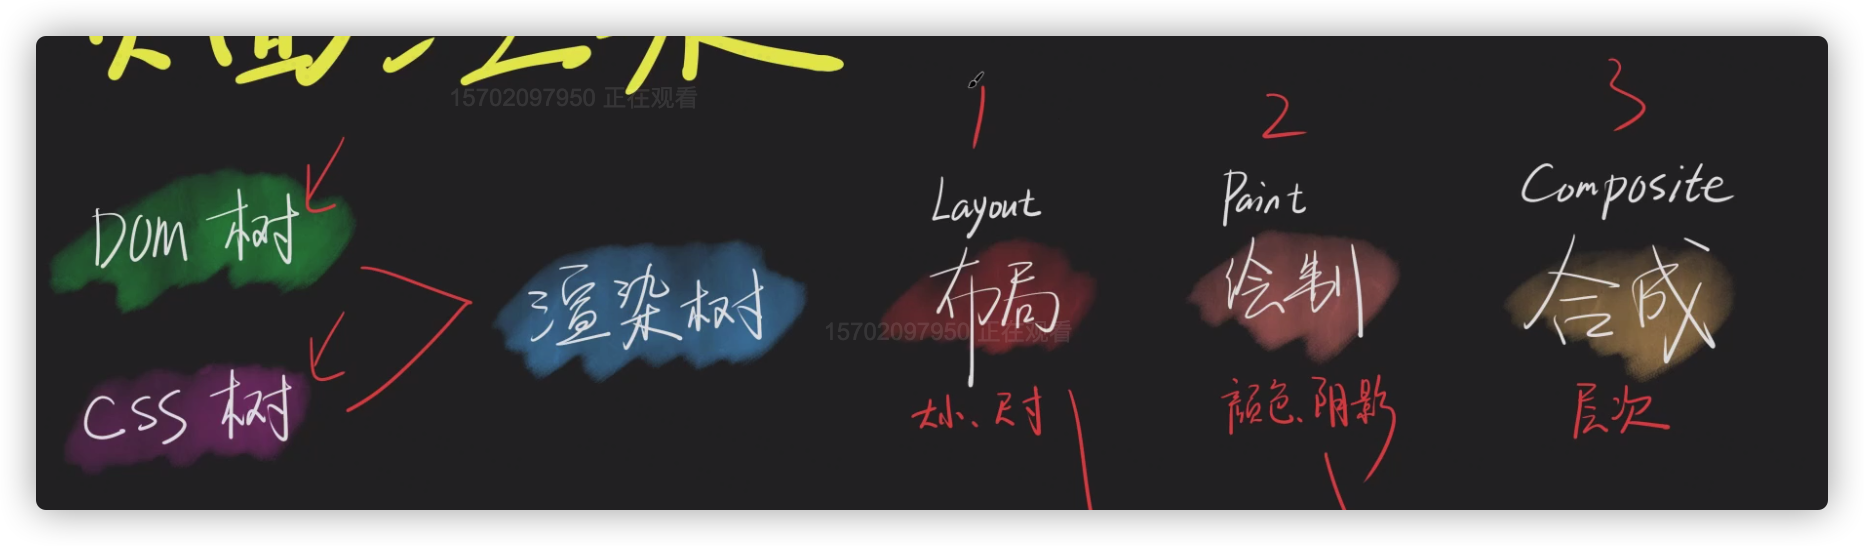 15702097950 正在观看
1
2
3
Layout
Paint
Composite
DOM 树
渲染树
布局
绘制
合成
15702097950 正在观看
CSS 树
大小、尺寸
颜色、阴影
层次